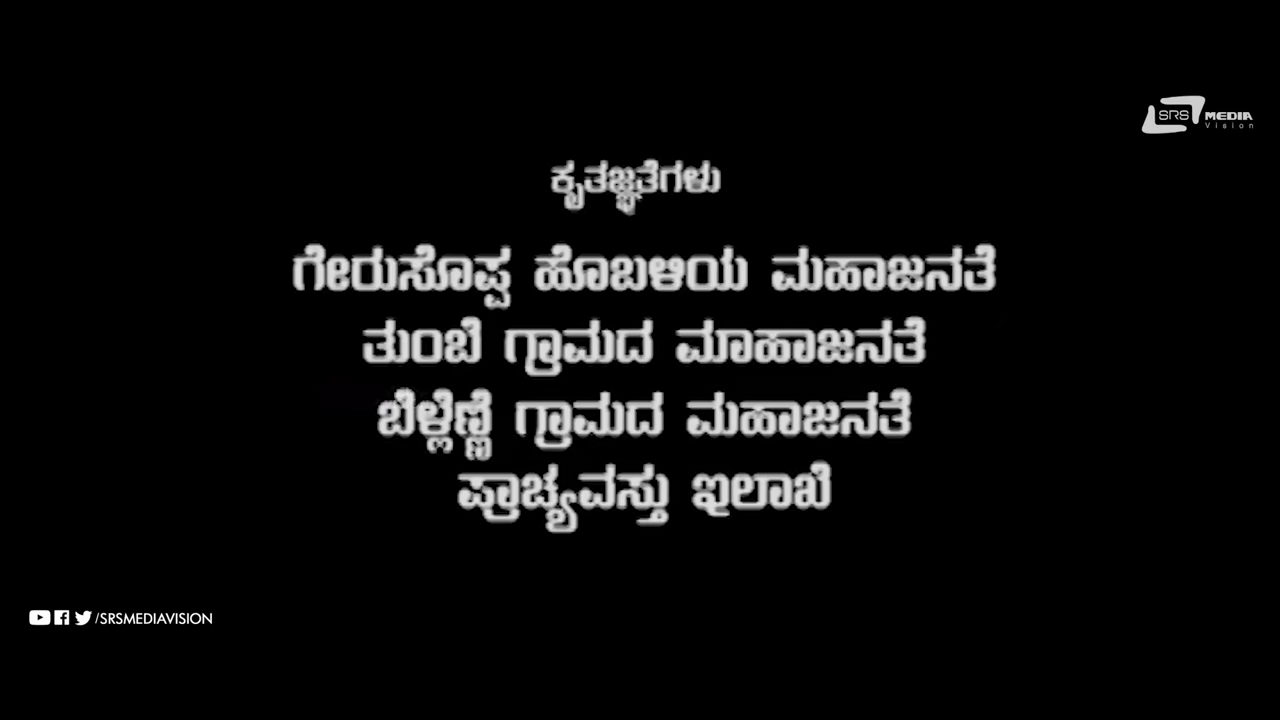 SRS MEDIA
Vision
ಕೃತಜ್ಞತೆಗಳು
ಗೇರುಸೊಪ್ಪ ಹೊಬಳಿಯ ಮಹಾಜನತೆ
ತುಂಬೆ ಗ್ರಾಮದ ಮಾಹಾಜನತೆ
ಬೆಳ್ಲೆಣ್ಣೆ ಗ್ರಾಮದ ಮಹಾಜನತೆ
ಪ್ರಾಚ್ಯವಸ್ತು ಇಲಾಖೆ
/SRSMEDIAVISION